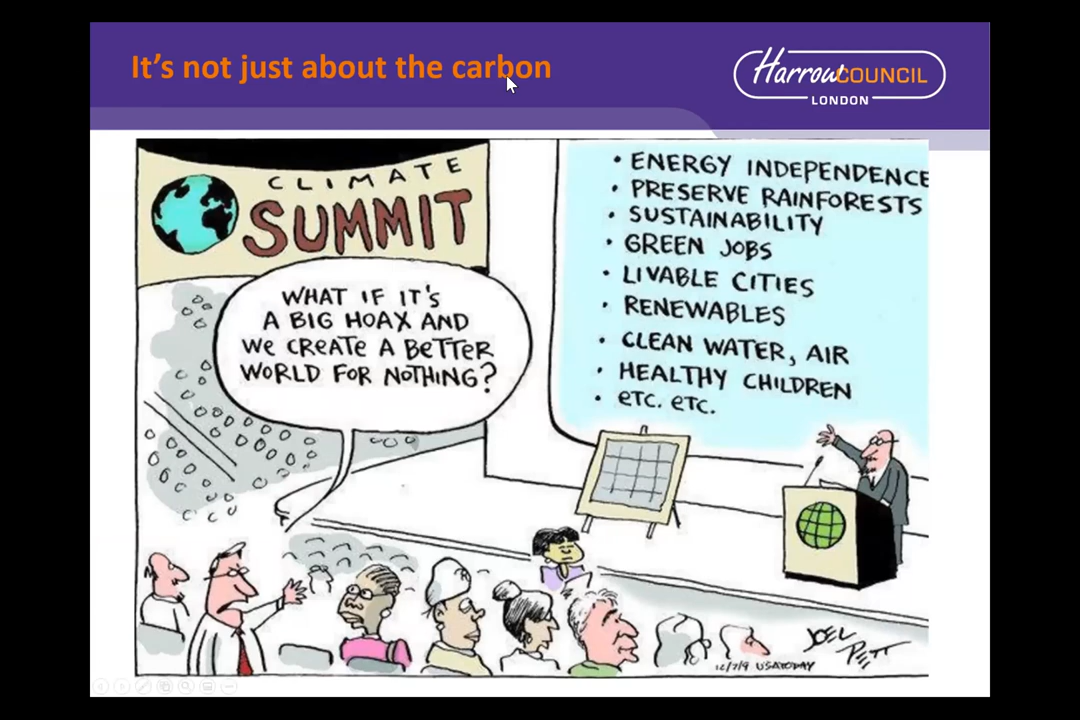 It's not just about the carbon
HarrowCOUNCIL
LONDON
CLIMATE
SUMMIT
WHAT IF IT'S
A BIG HOAX AND
WE CREATE A BETTER
WORLD FOR NOTHING?
• ENERGY INDEPENDENCE
• PRESERVE RAINFORESTS
• SUSTAINABILITY
• GREEN JOBS
• LIVABLE CITIES
• RENEWABLES
• CLEAN WATER, AIR
• HEALTHY CHILDREN
• ETC. ETC.
JOEL
PETT
12/7/9 USA TODAY